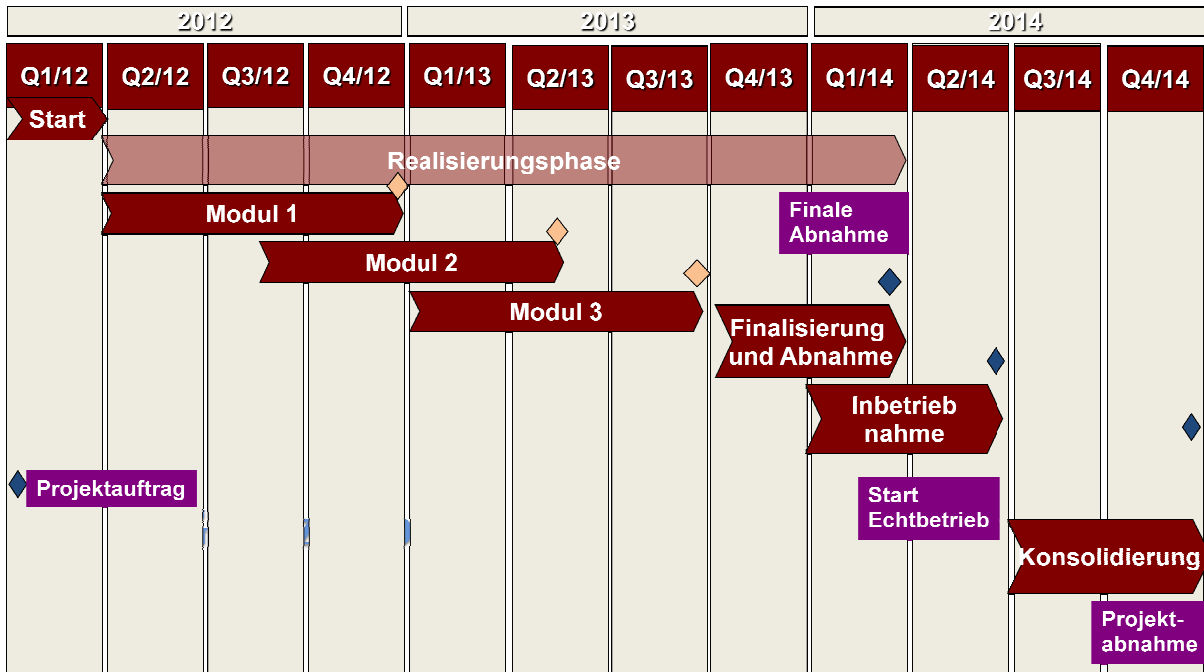 2012
2013
2014
Q1/12
Q2/12
Q3/12
Q4/12
Q1/13
Q2/13
Q3/13
Q4/13
Q1/14
Q2/14
Q3/14
Q4/14
Start
Realisierungsphase
Modul 1
Finale
Abnahme
Modul 2
Modul 3
Finalisierung
und Abnahme
Inbetrieb
nahme
Projektauftrag
Start
Echtbetrieb
Konsolidierung
Projekt-
abnahme